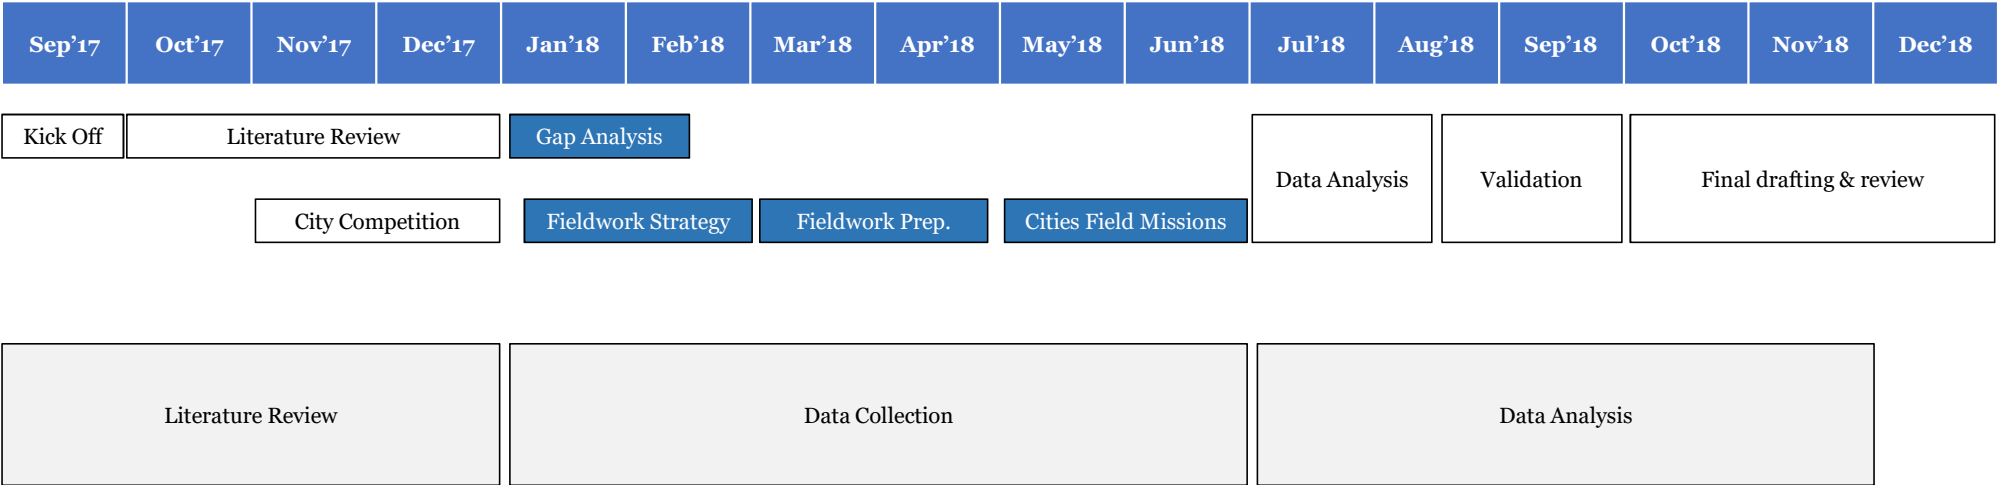 Sep’17 Oct’17 Nov’17 Dec’17 Jan’18 Feb’18 Mar’18 Apr’18 May’18 Jun’18 Jul’18 Aug’18 Sep’18 Oct’18 Nov’18 Dec’18
Kick Off Literature Review Gap Analysis
Data Analysis Validation Final drafting & review
City Competition Fieldwork Strategy Fieldwork Prep. Cities Field Missions
Literature Review Data Collection Data Analysis